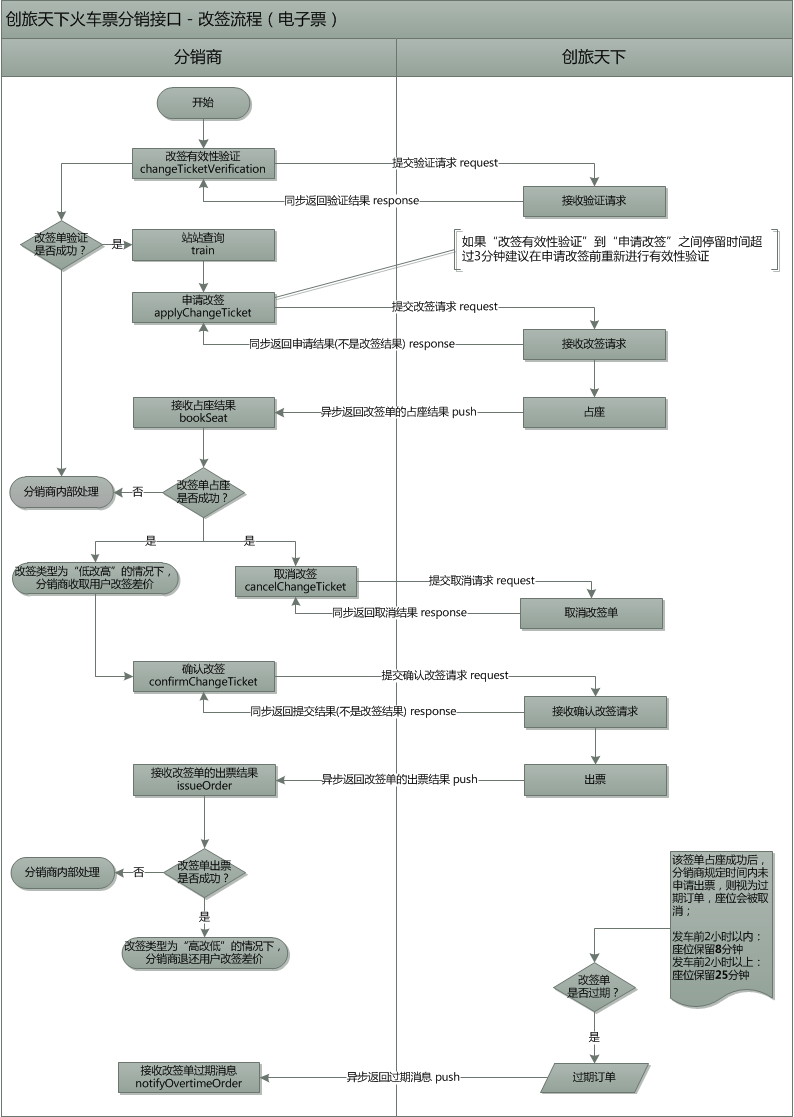 创旅天下火车票分销接口 - 改签流程（电子票）
分销商
创旅天下
开始
改签有效性验证
changeTicketVerification
提交验证请求 request
同步返回验证结果 response
接收验证请求
改签单验证
是否成功？
是
站站查询
train
如果“改签有效性验证”到“申请改签”之间停留时间超
过3分钟建议在申请改签前重新进行有效性验证
申请改签
applyChangeTicket
提交改签请求 request
同步返回申请结果(不是改签结果) response
接收改签请求
接收占座结果
bookSeat
异步返回改签单的占座结果 push
占座
分销商内部处理
否
改签单占座
是否成功？
是
是
改签类型为“低改高”的情况下，
分销商收取用户改签差价
取消改签
cancelChangeTicket
提交取消请求 request
同步返回取消结果 response
取消改签单
确认改签
confirmChangeTicket
提交确认改签请求 request
同步返回提交结果(不是改签结果) response
接收确认改签请求
接收改签单的出票结果
issueOrder
异步返回改签单的出票结果 push
出票
分销商内部处理
否
改签单出票
是否成功？
是
改签类型为“高改低”的情况下，
分销商退还用户改签差价
该签单占座成功后，
分销商规定时间内未
申请出票，则视为过
期订单，座位会被取
消；
发车前2小时以内：
座位保留8分钟
发车前2小时以上：
座位保留25分钟
改签单
是否过期？
是
接收改签单过期消息
notifyOvertimeOrder
异步返回过期消息 push
过期订单